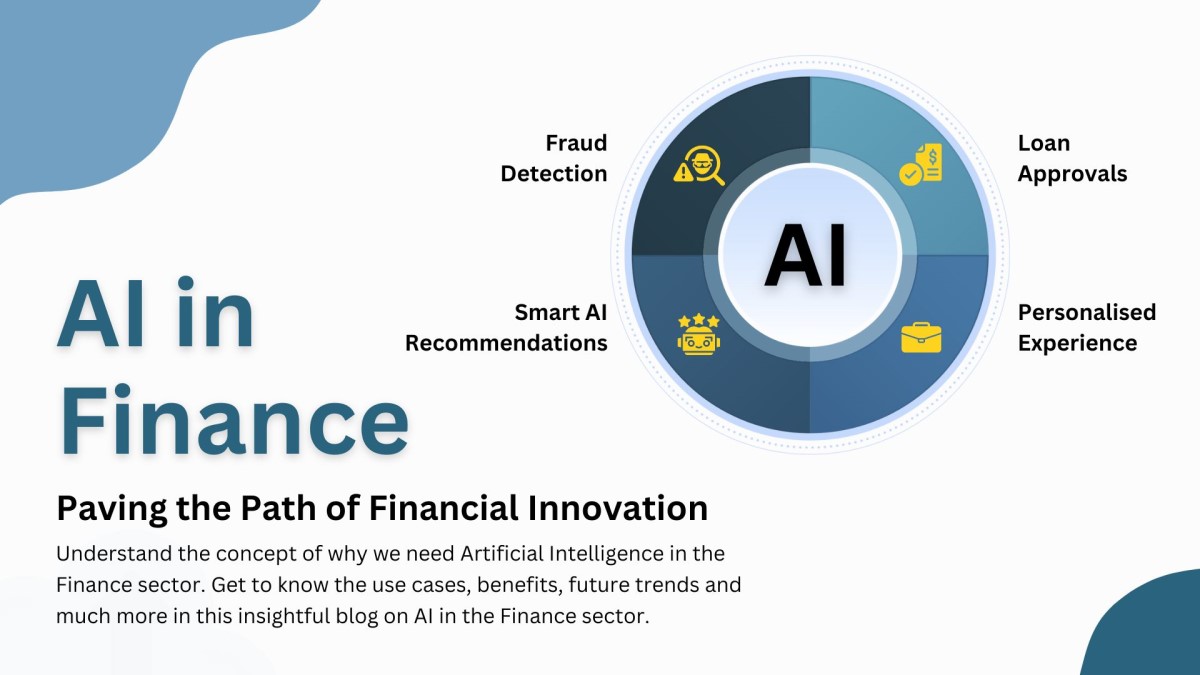 AI in
Finance
Paving the Path of Financial Innovation
Understand the concept of why we need Artificial Intelligence in the
Finance sector. Get to know the use cases, benefits, future trends and
much more in this insightful blog on AI in the Finance sector.
Fraud
Detection
Loan
Approvals
AI
Smart AI
Recommendations
Personalised
Experience
$